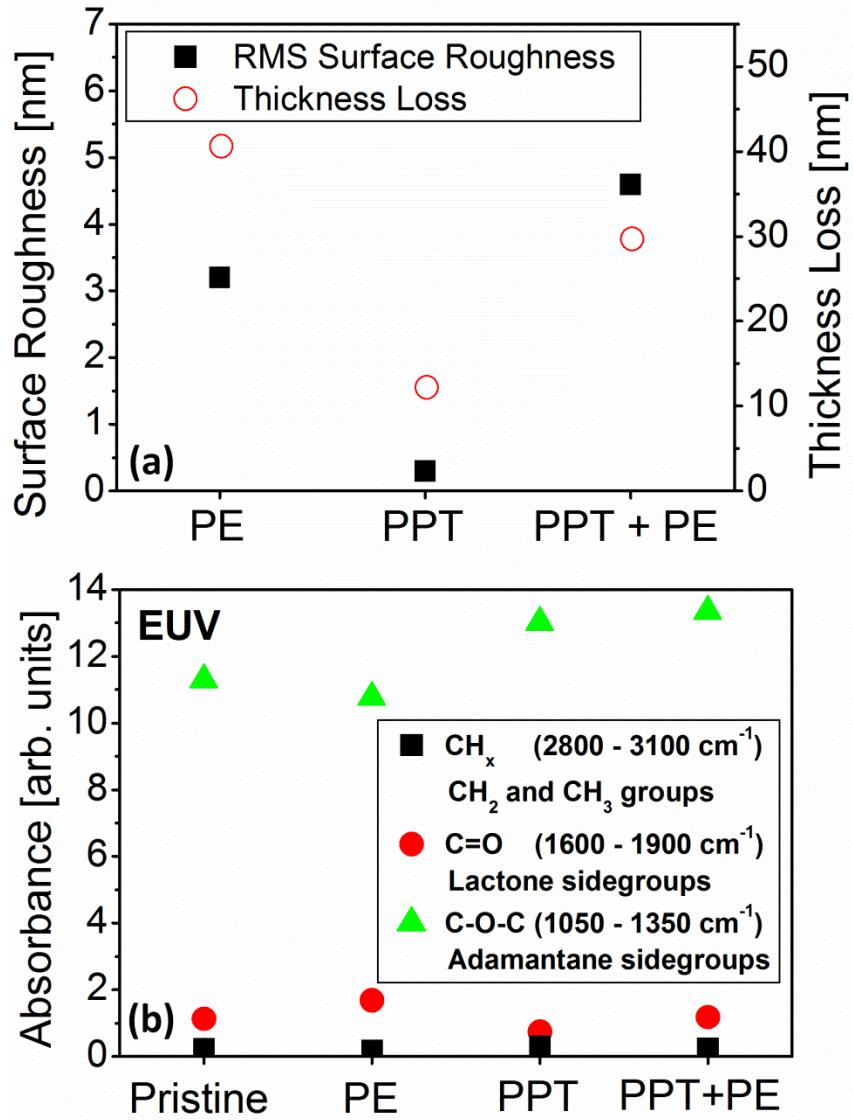 7
6
5
4
3
2
1
0
Surface Roughness [nm]
RMS Surface Roughness
Thickness Loss
50
40
30
20
10
0
Thickness Loss [nm]
(a)
PE PPT PPT + PE
14
12
10
8
6
4
2
0
Absorbance [arb. units]
EUV
CHₓ (2800 - 3100 cm⁻¹)
CH₂ and CH₃ groups
C=O (1600 - 1900 cm⁻¹)
Lactone sidegroups
C-O-C (1050 - 1350 cm⁻¹)
Adamantane sidegroups
(b)
Pristine PE PPT PPT+PE